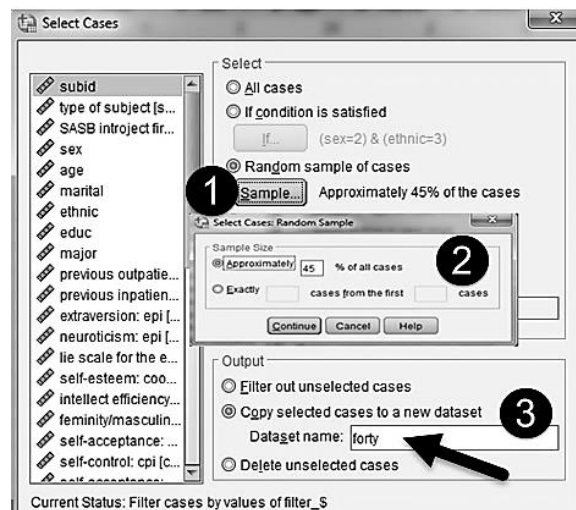 Select Cases
subid
type of subject [s...
SASB introject fir...
sex
age
marital
ethnic
educ
major
previous outpatie...
previous inpatien...
extraversion: epi [...
neuroticism: epi [...
lie scale for the e...
self-esteem: coo...
intellect efficiency...
feminity/masculin...
self-acceptance: ...
self-control: cpi [c...
Select
All cases
If condition is satisfied
If... (sex=2) & (ethnic=3)
Random sample of cases
1 Sample... Approximately 45% of the cases
Select Cases: Random Sample
Sample Size
2
Approximately 45 % of all cases
Exactly cases from the first cases
Continue Cancel Help
Output
Filter out unselected cases
Copy selected cases to a new dataset
3
Dataset name: forty
Delete unselected cases
Current Status: Filter cases by values of filter_$